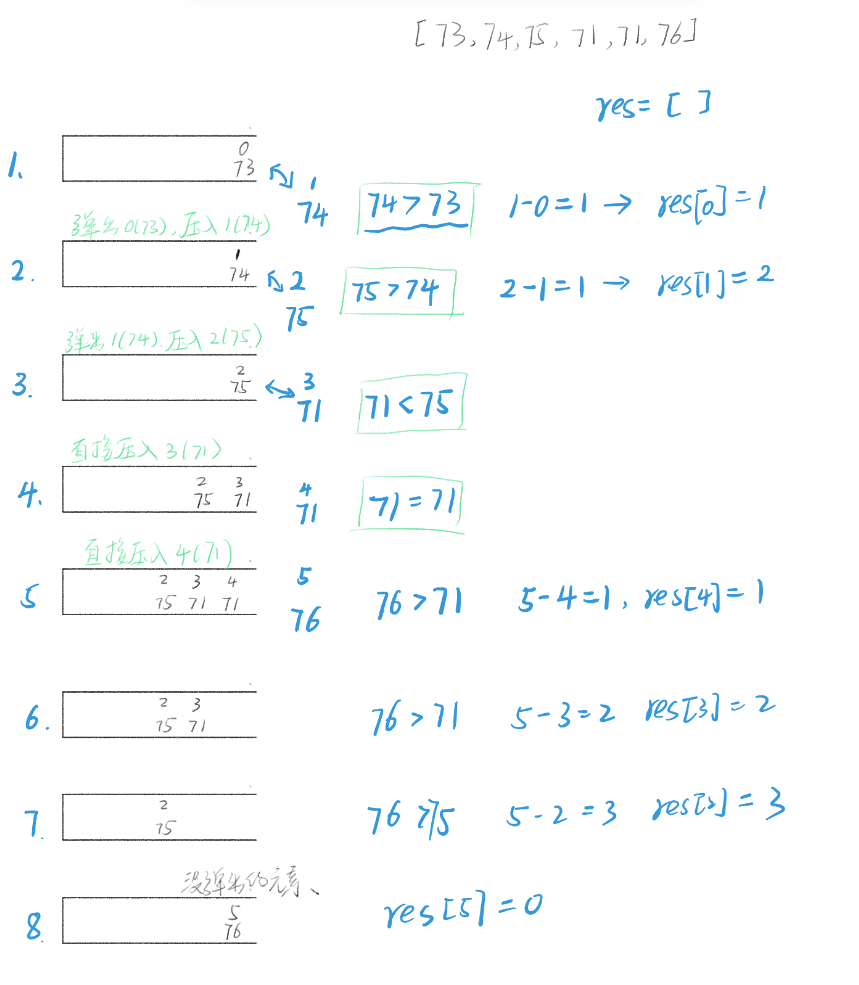 [73, 74, 75, 71, 71, 76]
res= [ ]
1.
0
73
1
74
74 > 73
1-0=1 → res[0]=1
弹出0(73), 压入1(74)
2.
1
74
2
75
75 > 74
2-1=1 → res[1]=2
弹出1(74), 压入2(75)
3.
2
75
3
71
71 < 75
直接压入3(71)
4.
2 3
75 71
4
71
71 = 71
直接压入4(71)
5
2 3 4
75 71 71
5
76
76 > 71
5-4=1, res[4]= 1
6.
2 3
75 71
76 > 71
5-3=2 res[3]=2
7.
2
75
76 > 75
5-2=3 res[2]=3
没弹出的元素、
8.
5
76
res[5]=0